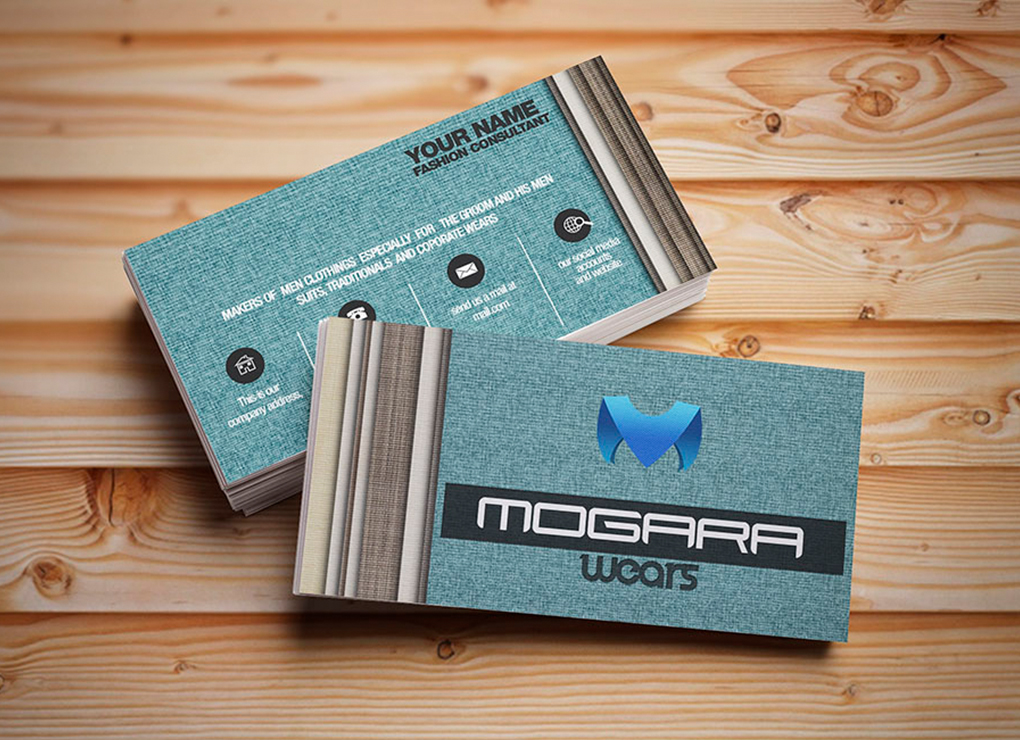 YOUR NAME
FASHION CONSULTANT
MAKERS OF MEN CLOTHINGS ESPECIALLY FOR THE GROOM AND HIS MEN
SUITS, TRADITIONALS AND COPORATE WEARS
This is our
company address,
send us a mail at
mail.com
our social media
accounts
and website.
MOGARA
wears